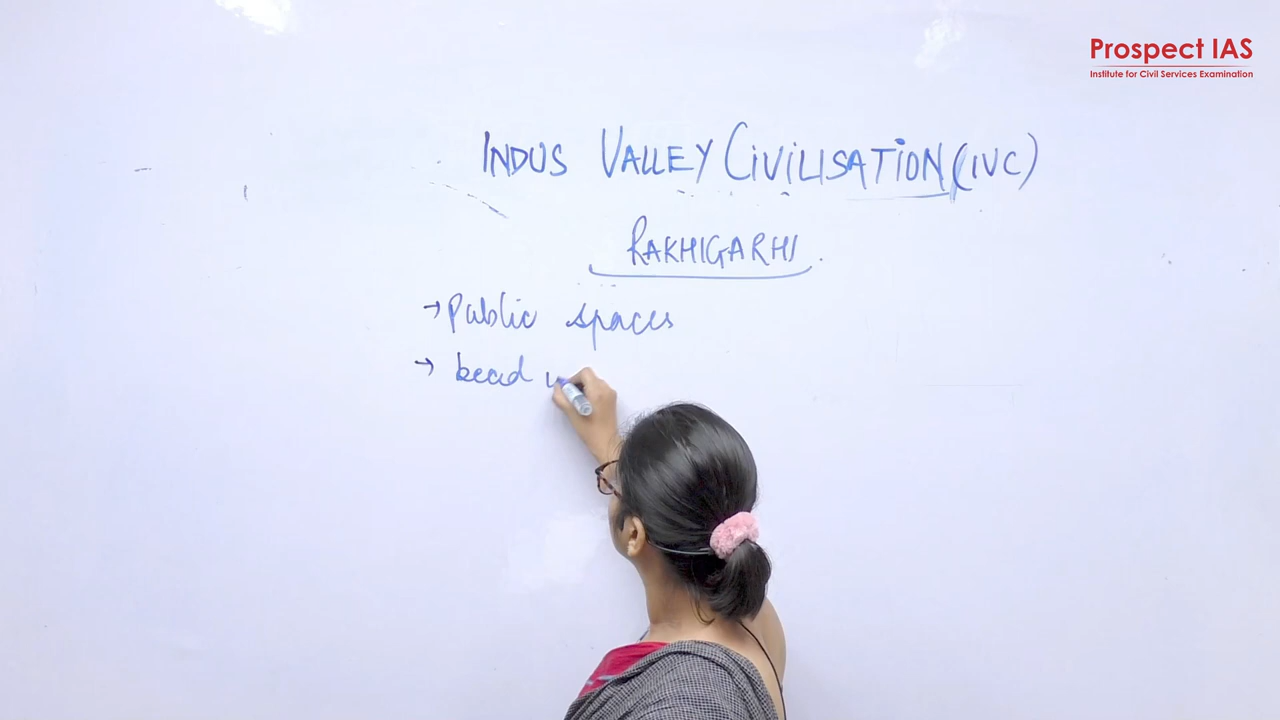 Prospect IAS
Institute for Civil Services Examination
INDUS VALLEY CIVILISATION (IVC)
RAKHIGARHI.
→ Public spaces
→ bead